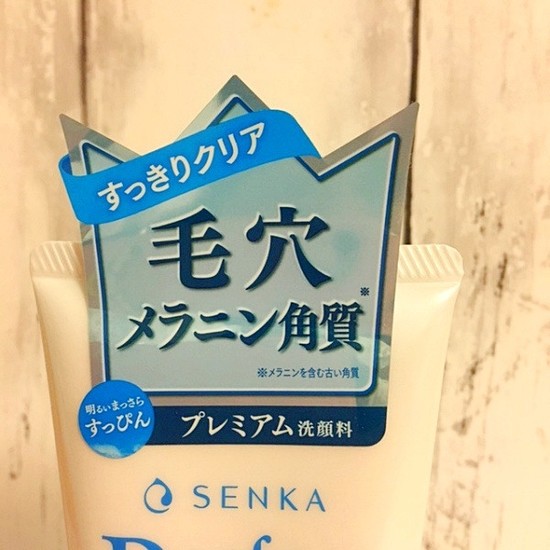 すっきりクリア
毛穴
メラニン角質※
※メラニンを含む古い角質
明るいまっさら
すっぴん
プレミアム洗顔料
SENKA